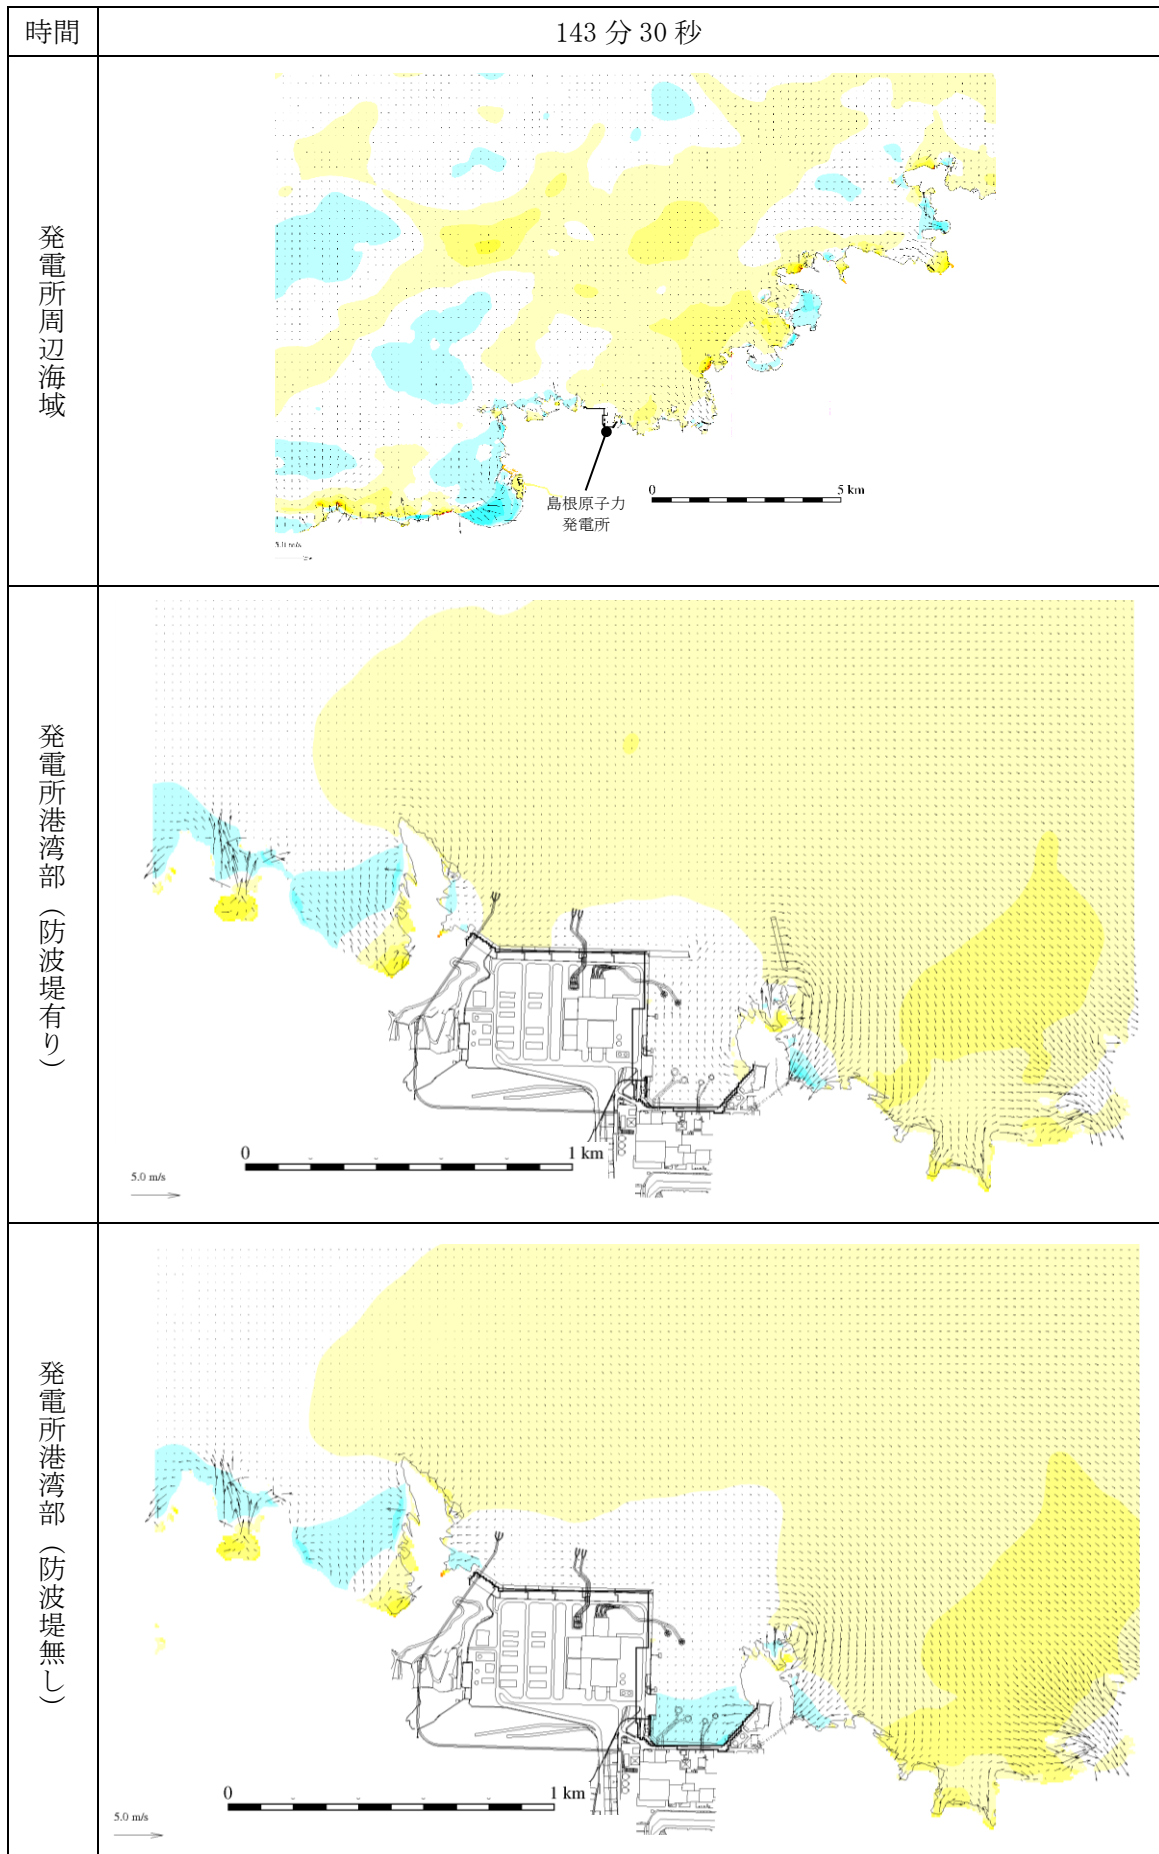 時間
143 分 30 秒
発電所周辺海域
島根原子力
発電所
0
5 km
5.0 m/s
発電所港湾部（防波堤有り）
0
1 km
5.0 m/s
発電所港湾部（防波堤無し）
0
1 km
5.0 m/s